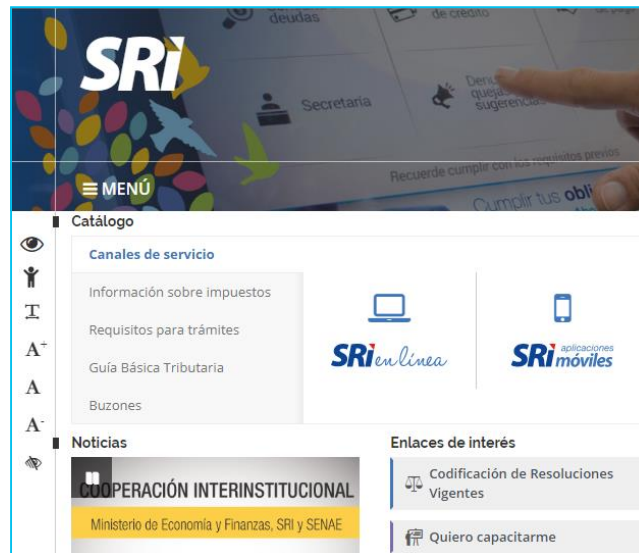 deudas
de crédito
SRi
Secretaria
quejas
sugerencias
Recuerde cumplir con los requisitos previos
Cumplir tus obli
MENÚ
Catálogo
Canales de servicio
Información sobre impuestos
Requisitos para trámites
Guía Básica Tributaria
Buzones
SRi en línea
SRi aplicaciones
móviles
T
A+
A
A-
Noticias
COOPERACIÓN INTERINSTITUCIONAL
Ministerio de Economía y Finanzas, SRI y SENAE
Enlaces de interés
Codificación de Resoluciones
Vigentes
Quiero capacitarme